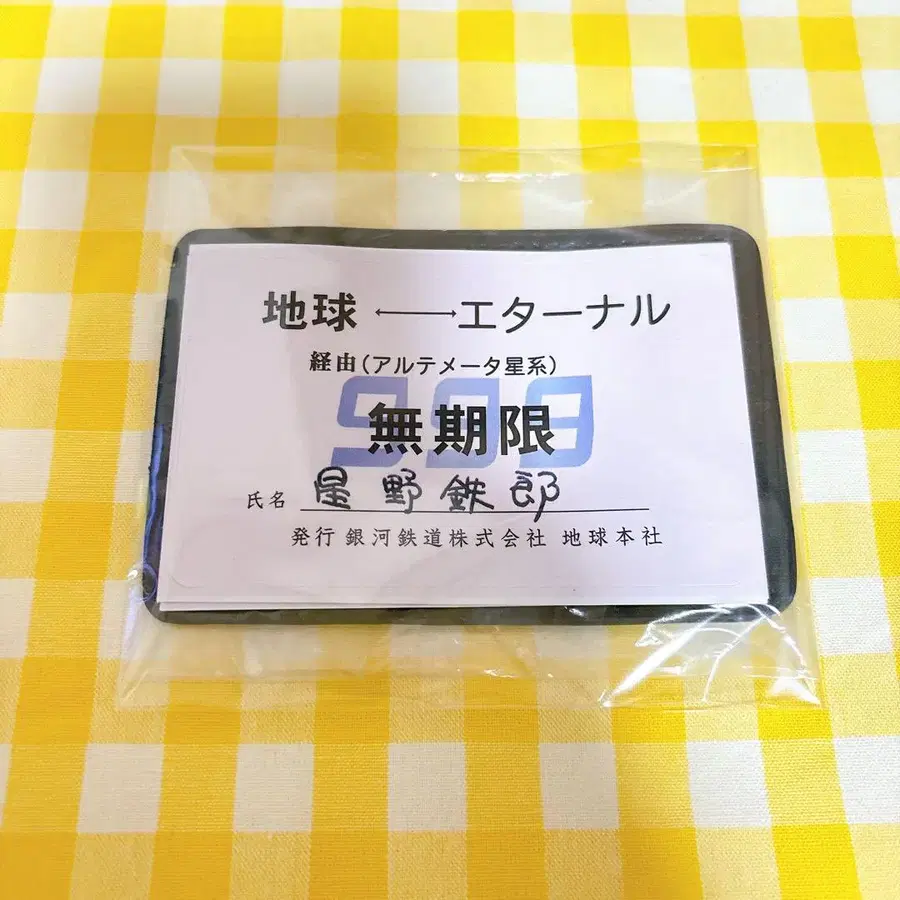 地球 ⟷ エターナル
経由(アルテメータ星系)
999
無期限
氏名 星野鉄郎
発行 銀河鉄道株式会社 地球本社